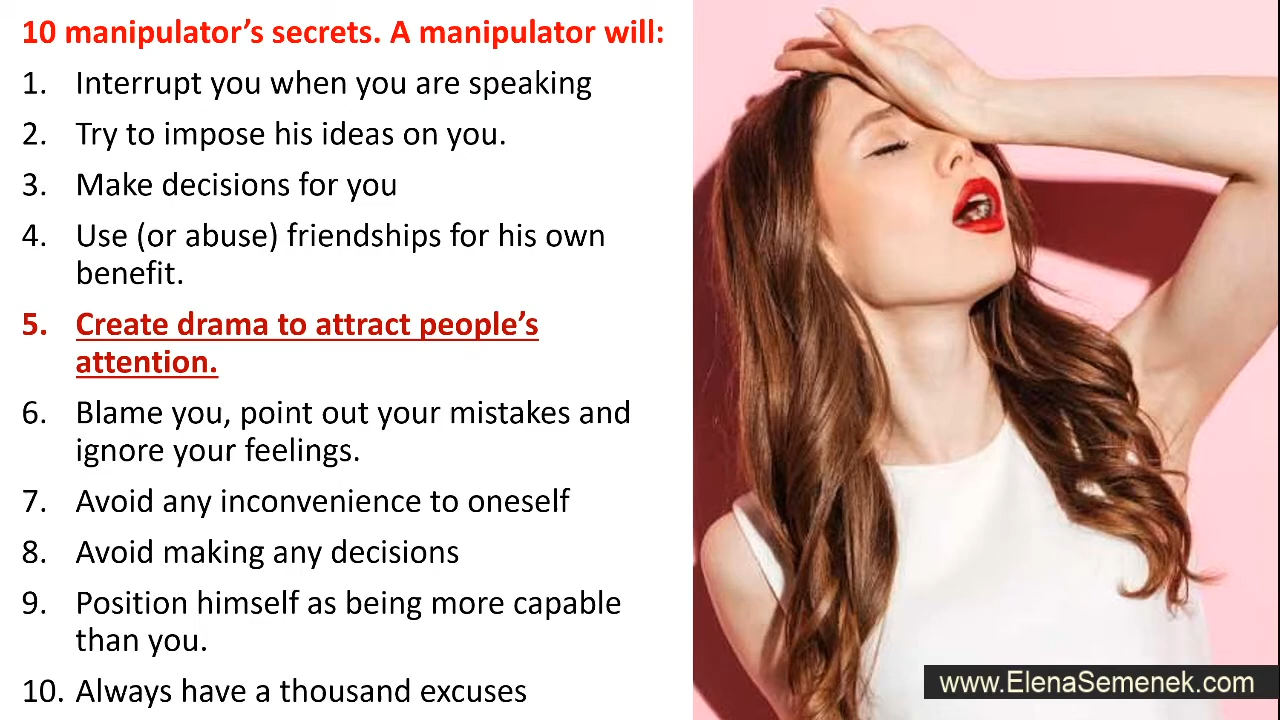 10 manipulator’s secrets. A manipulator will:
1. Interrupt you when you are speaking
2. Try to impose his ideas on you.
3. Make decisions for you
4. Use (or abuse) friendships for his own
benefit.
5. Create drama to attract people’s
attention.
6. Blame you, point out your mistakes and
ignore your feelings.
7. Avoid any inconvenience to oneself
8. Avoid making any decisions
9. Position himself as being more capable
than you.
10. Always have a thousand excuses
www.ElenaSemenek.com